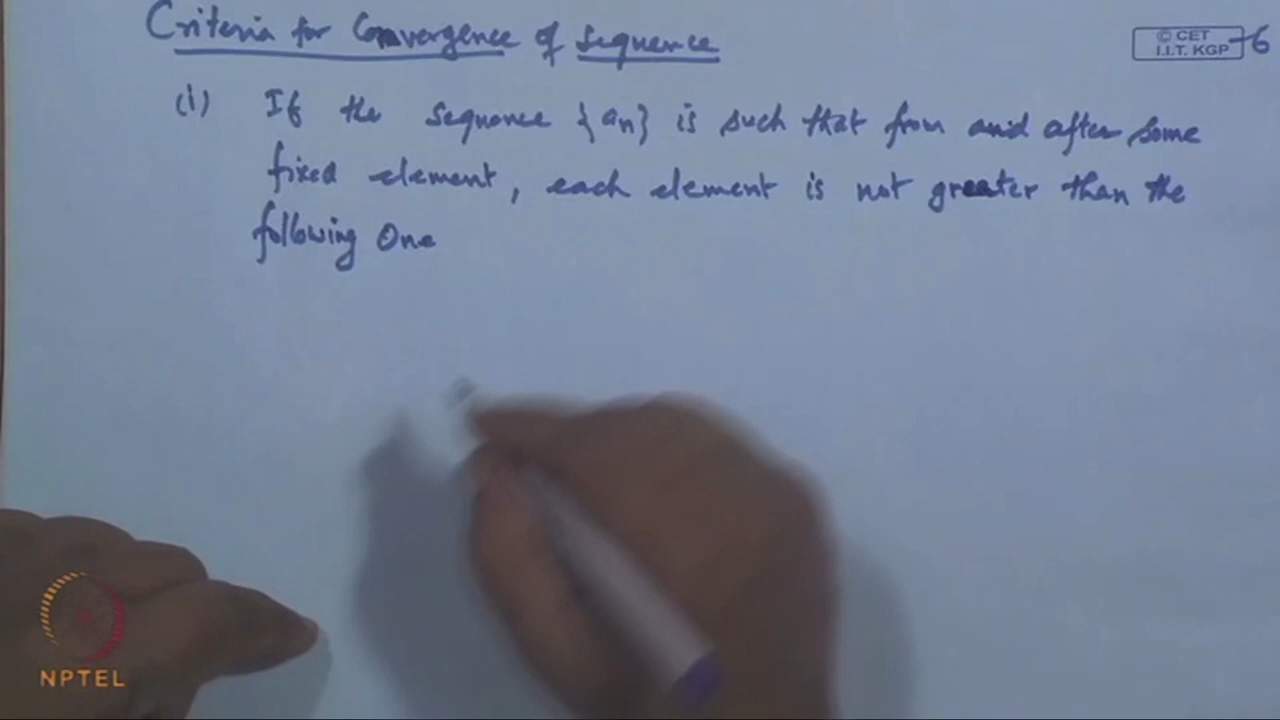 Criteria for Convergence of Sequence
© CET
I.I.T. KGP
6
(i) If the sequence {an} is such that from and after some
fixed element, each element is not greater than the
following One
NPTEL